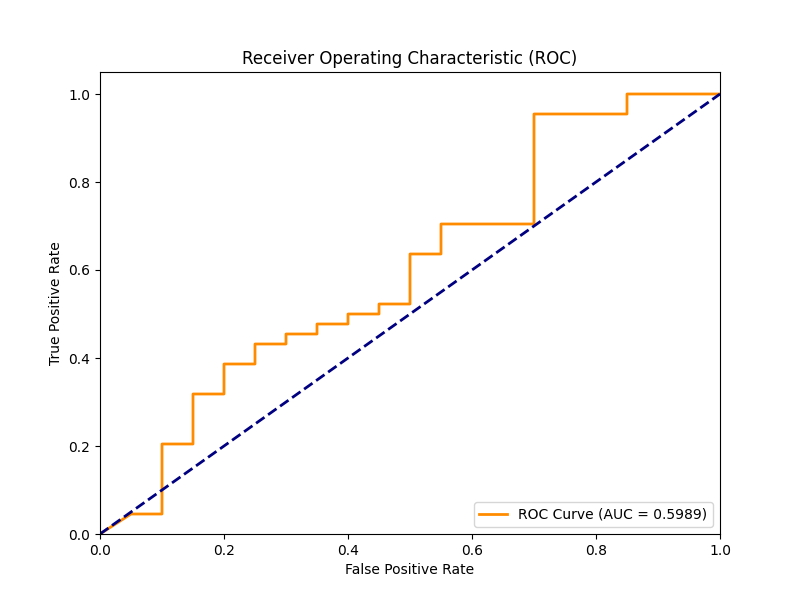 Receiver Operating Characteristic (ROC)
True Positive Rate
1.0
0.8
0.6
0.4
0.2
0.0
0.0 0.2 0.4 0.6 0.8 1.0
False Positive Rate
ROC Curve (AUC = 0.5989)